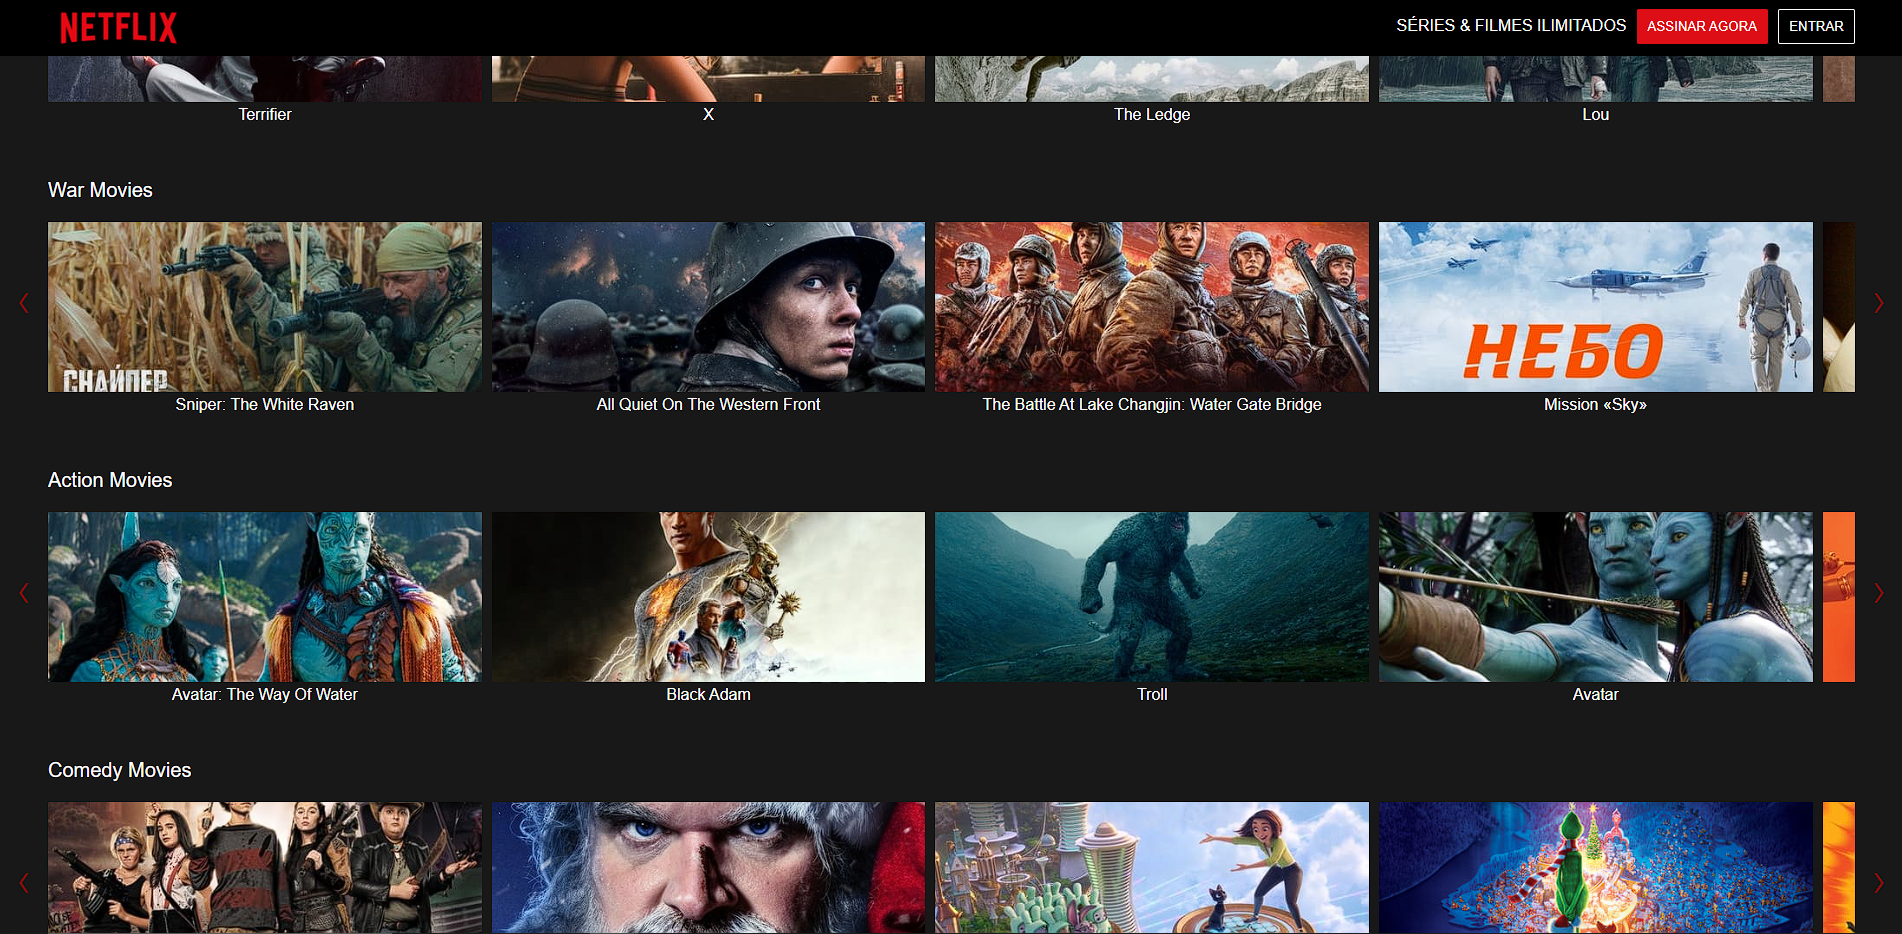 NETFLIX
SÉRIES & FILMES ILIMITADOS
ASSINAR AGORA
ENTRAR
Terrifier
X
The Ledge
Lou
War Movies
СНАЙПЕР
НЕБО
Sniper: The White Raven
All Quiet On The Western Front
The Battle At Lake Changjin: Water Gate Bridge
Mission «Sky»
Action Movies
Avatar: The Way Of Water
Black Adam
Troll
Avatar
Comedy Movies